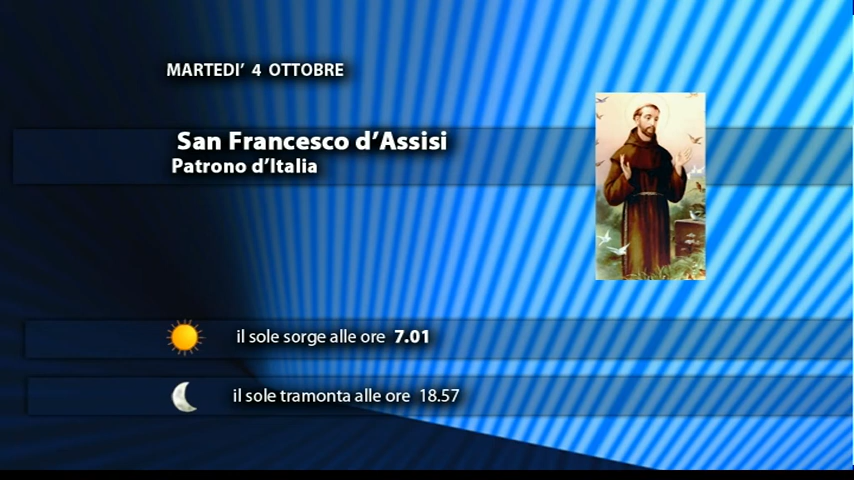 MARTEDI’ 4 OTTOBRE
San Francesco d’Assisi
Patrono d’Italia
il sole sorge alle ore 7.01
il sole tramonta alle ore 18.57